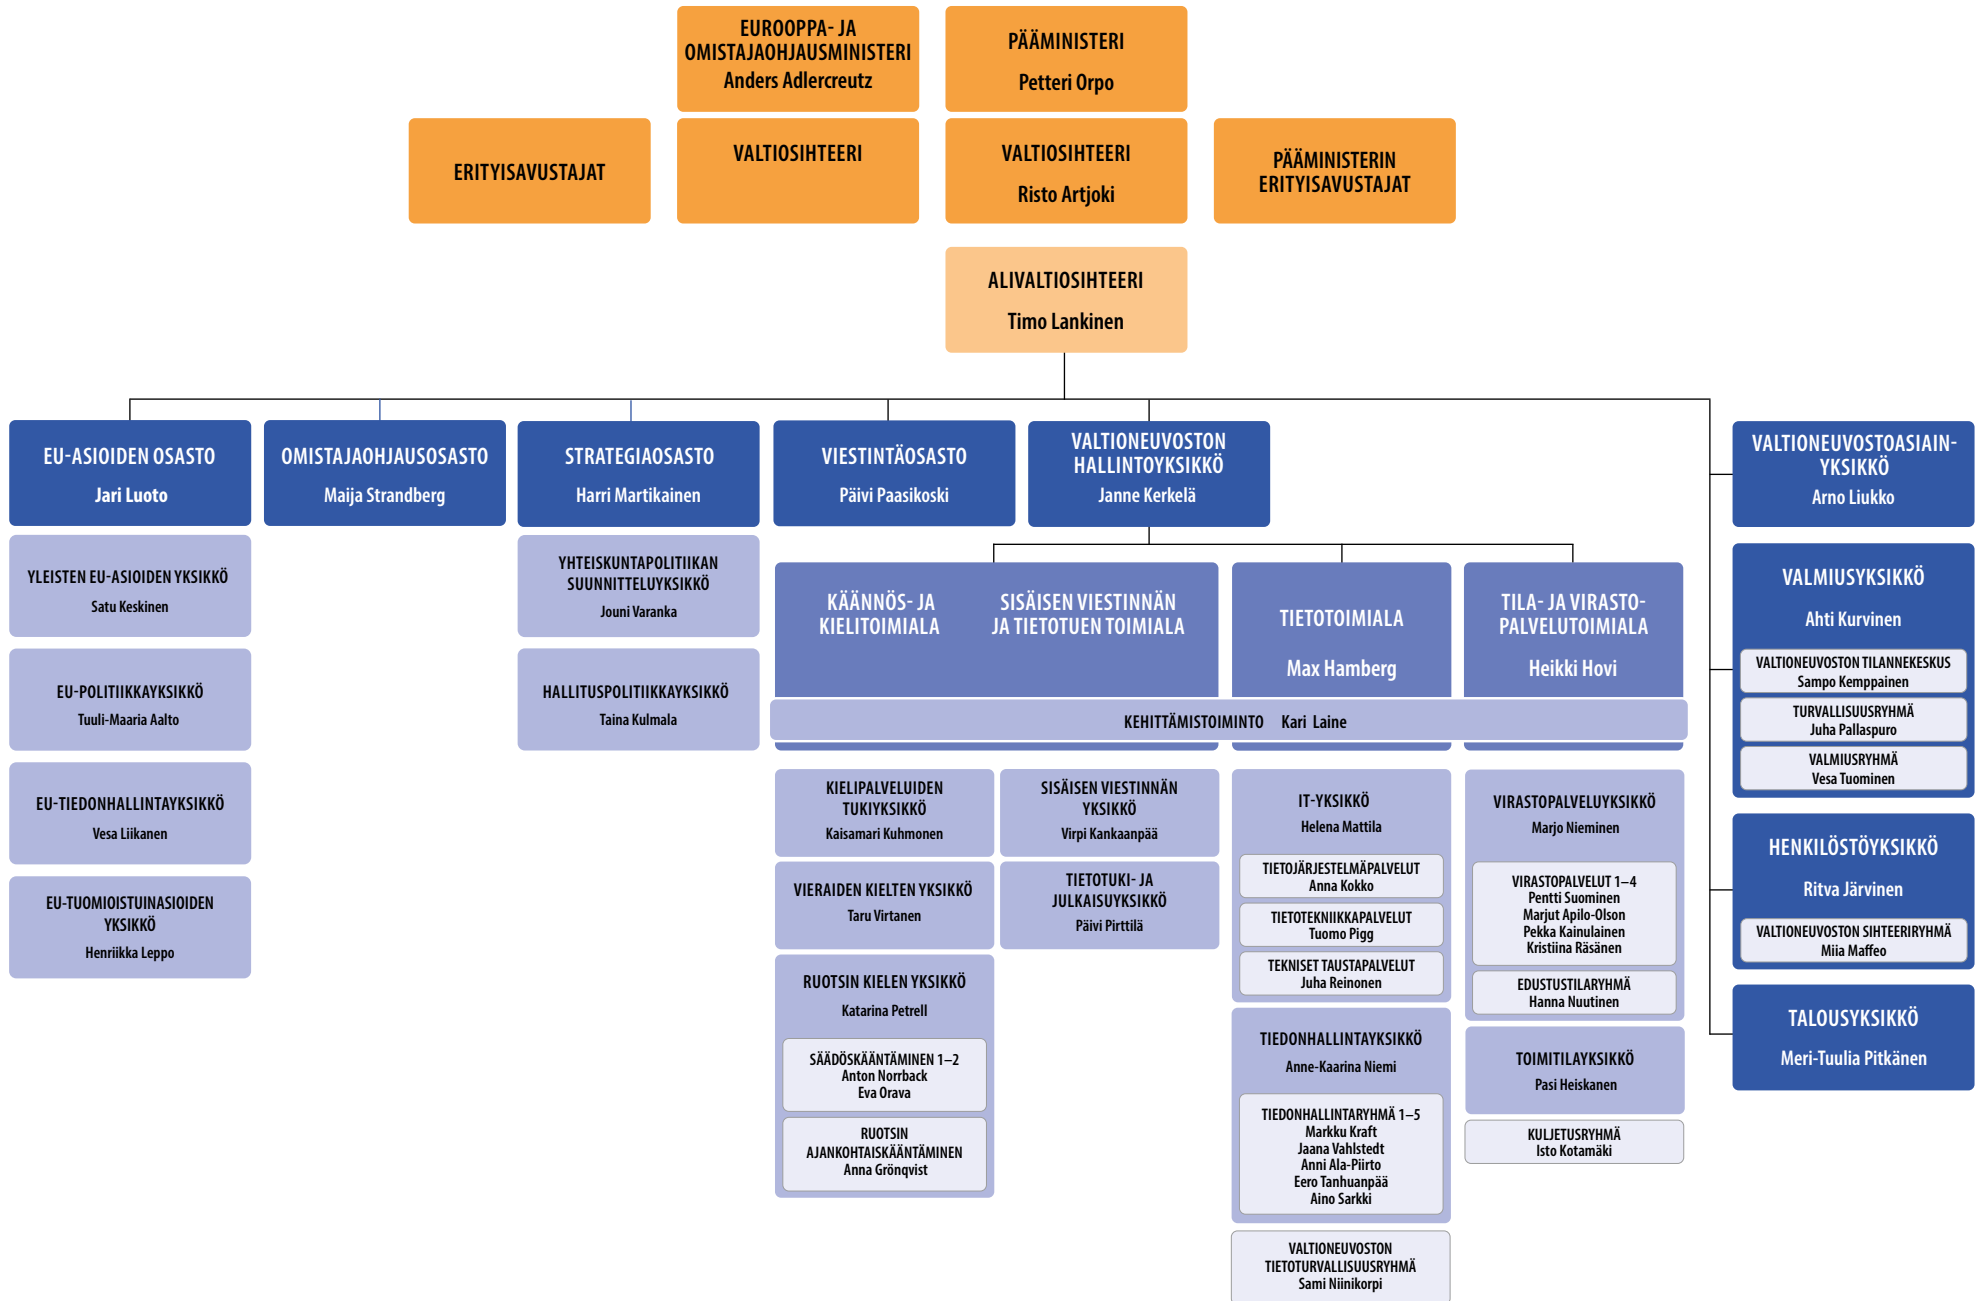 EUROOPPA- JA
OMISTAJAOHJAUSMINISTERI
Anders Adlercreutz
PÄÄMINISTERI
Petteri Orpo
ERITYISAVUSTAJAT
VALTIOSIHTEERI
VALTIOSIHTEERI
Risto Artjoki
PÄÄMINISTERIN
ERITYISAVUSTAJAT
ALIVALTIOSIHTEERI
Timo Lankinen
EU-ASIOIDEN OSASTO
Jari Luoto
YLEISTEN EU-ASIOIDEN YKSIKKÖ
Satu Keskinen
EU-POLITIIKKAYKSIKKÖ
Tuuli-Maaria Aalto
EU-TIEDONHALLINTAYKSIKKÖ
Vesa Liikanen
EU-TUOMIOISTUINASIOIDEN
YKSIKKÖ
Henriikka Leppo
OMISTAJAOHJAUSOSASTO
Maija Strandberg
STRATEGIAOSASTO
Harri Martikainen
YHTEISKUNTAPOLITIIKAN
SUUNNITTELUYKSIKKÖ
Jouni Varanka
HALLITUSPOLITIIKKAYKSIKKÖ
Taina Kulmala
VIESTINTÄOSASTO
Päivi Paasikoski
VALTIONEUVOSTON
HALLINTOYKSIKKÖ
Janne Kerkelä
KÄÄNNÖS- JA
KIELITOIMIALA
SISÄISEN VIESTINNÄN
JA TIETOTUEN TOIMIALA
TIETOTOIMIALA
Max Hamberg
TILA- JA VIRASTO-
PALVELUTOIMIALA
Heikki Hovi
KEHITTÄMISTOIMINTO Kari Laine
KIELIPALVELUIDEN
TUKIYKSIKKÖ
Kaisamari Kuhmonen
VIERAIDEN KIELTEN YKSIKKÖ
Taru Virtanen
RUOTSIN KIELEN YKSIKKÖ
Katarina Petrell
SÄÄDÖSKÄÄNTÄMINEN 1–2
Anton Norrback
Eva Orava
RUOTSIN
AJANKOHTAISKÄÄNTÄMINEN
Anna Grönqvist
SISÄISEN VIESTINNÄN
YKSIKKÖ
Virpi Kankaanpää
TIETOTUKI- JA
JULKAISUYKSIKKÖ
Päivi Pirttilä
IT-YKSIKKÖ
Helena Mattila
TIETOJÄRJESTELMÄPALVELUT
Anna Kokko
TIETOTEKNIIKKAPALVELUT
Tuomo Pigg
TEKNISET TAUSTAPALVELUT
Juha Reinonen
TIEDONHALLINTAYKSIKKÖ
Anne-Kaarina Niemi
TIEDONHALLINTARYHMÄ 1–5
Markku Kraft
Jaana Vahlstedt
Anni Ala-Piirto
Eero Tanhuanpää
Aino Sarkki
VALTIONEUVOSTON
TIETOTURVALLISUUSRYHMÄ
Sami Niinikorpi
VIRASTOPALVELUYKSIKKÖ
Marjo Nieminen
VIRASTOPALVELUT 1–4
Pentti Suominen
Marjut Apilo-Olson
Pekka Kainulainen
Kristiina Räsänen
EDUSTUSTILARYHMÄ
Hanna Nuutinen
TOIMITILAYKSIKKÖ
Pasi Heiskanen
KULJETUSRYHMÄ
Isto Kotamäki
VALTIONEUVOSTOASIAIN-
YKSIKKÖ
Arno Liukko
VALMIUSYKSIKKÖ
Ahti Kurvinen
VALTIONEUVOSTON TILANNEKESKUS
Sampo Kemppainen
TURVALLISUUSRYHMÄ
Juha Pallaspuro
VALMIUSRYHMÄ
Vesa Tuominen
HENKILÖSTÖYKSIKKÖ
Ritva Järvinen
VALTIONEUVOSTON SIHTEERIRYHMÄ
Miia Maffeo
TALOUSYKSIKKÖ
Meri-Tuulia Pitkänen